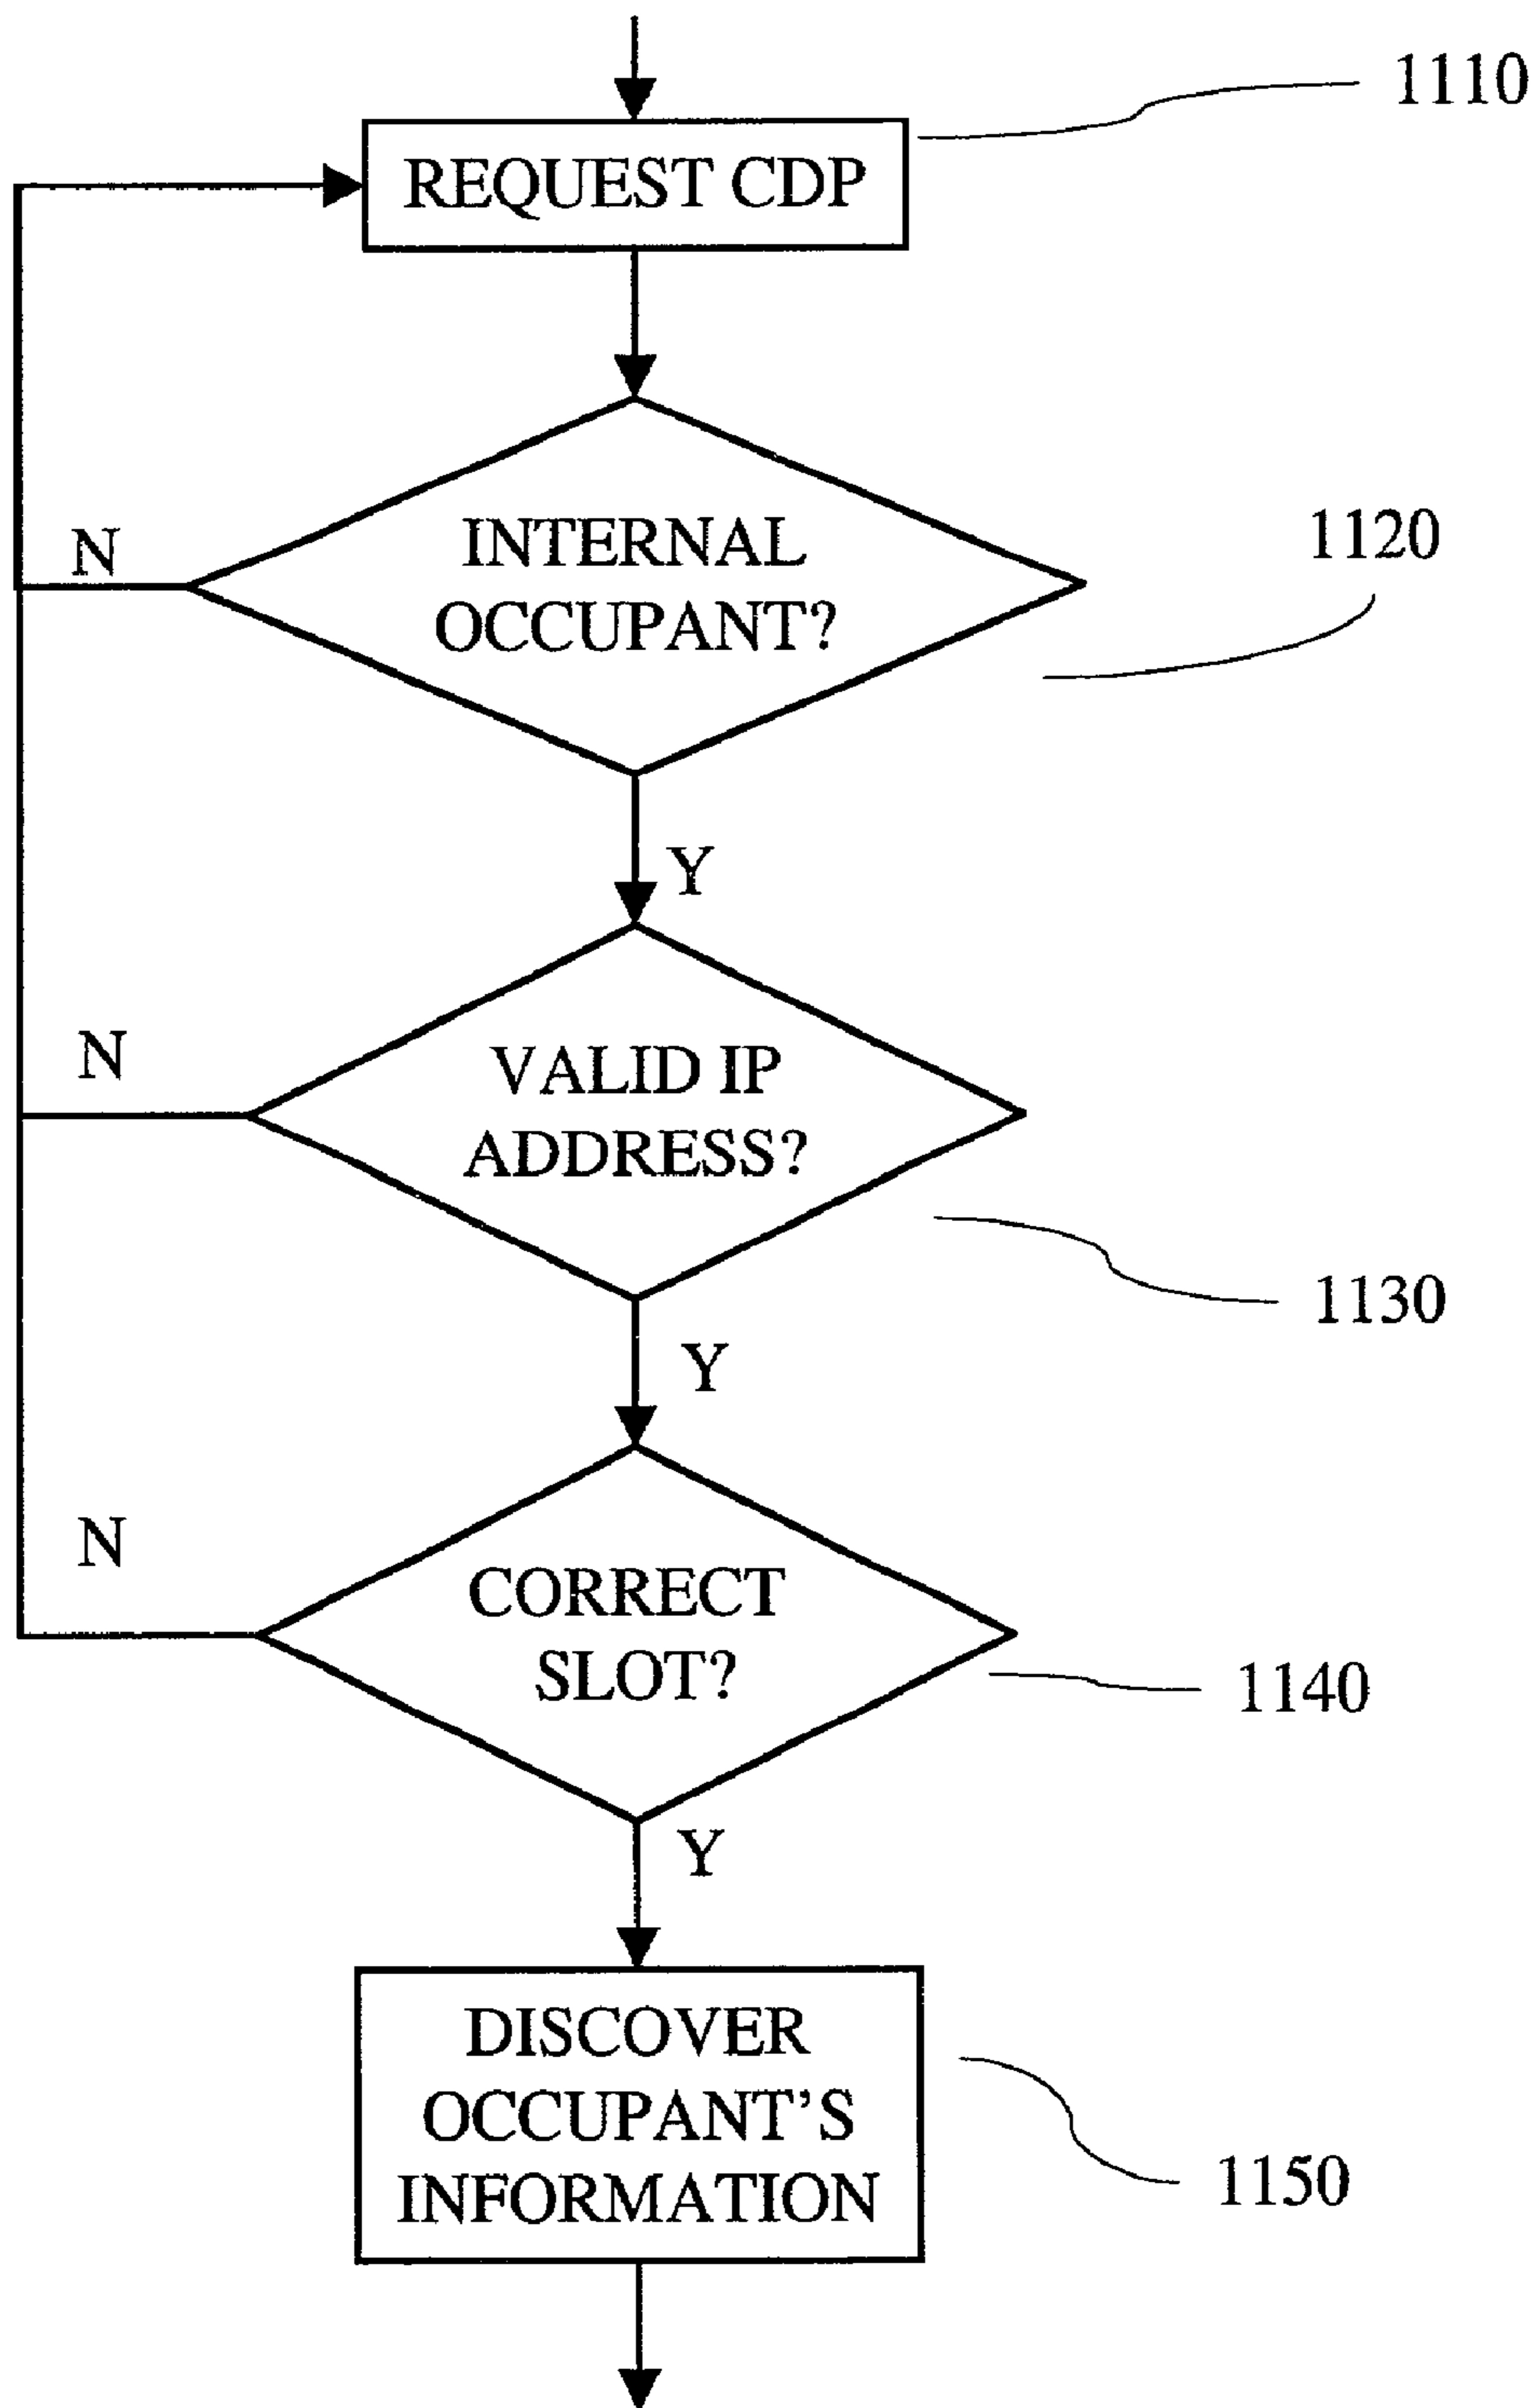 1110
REQUEST CDP
INTERNAL
OCCUPANT?
1120
N
Y
VALID IP
ADDRESS?
N
1130
Y
CORRECT
SLOT?
N
1140
Y
DISCOVER
OCCUPANT’S
INFORMATION
1150